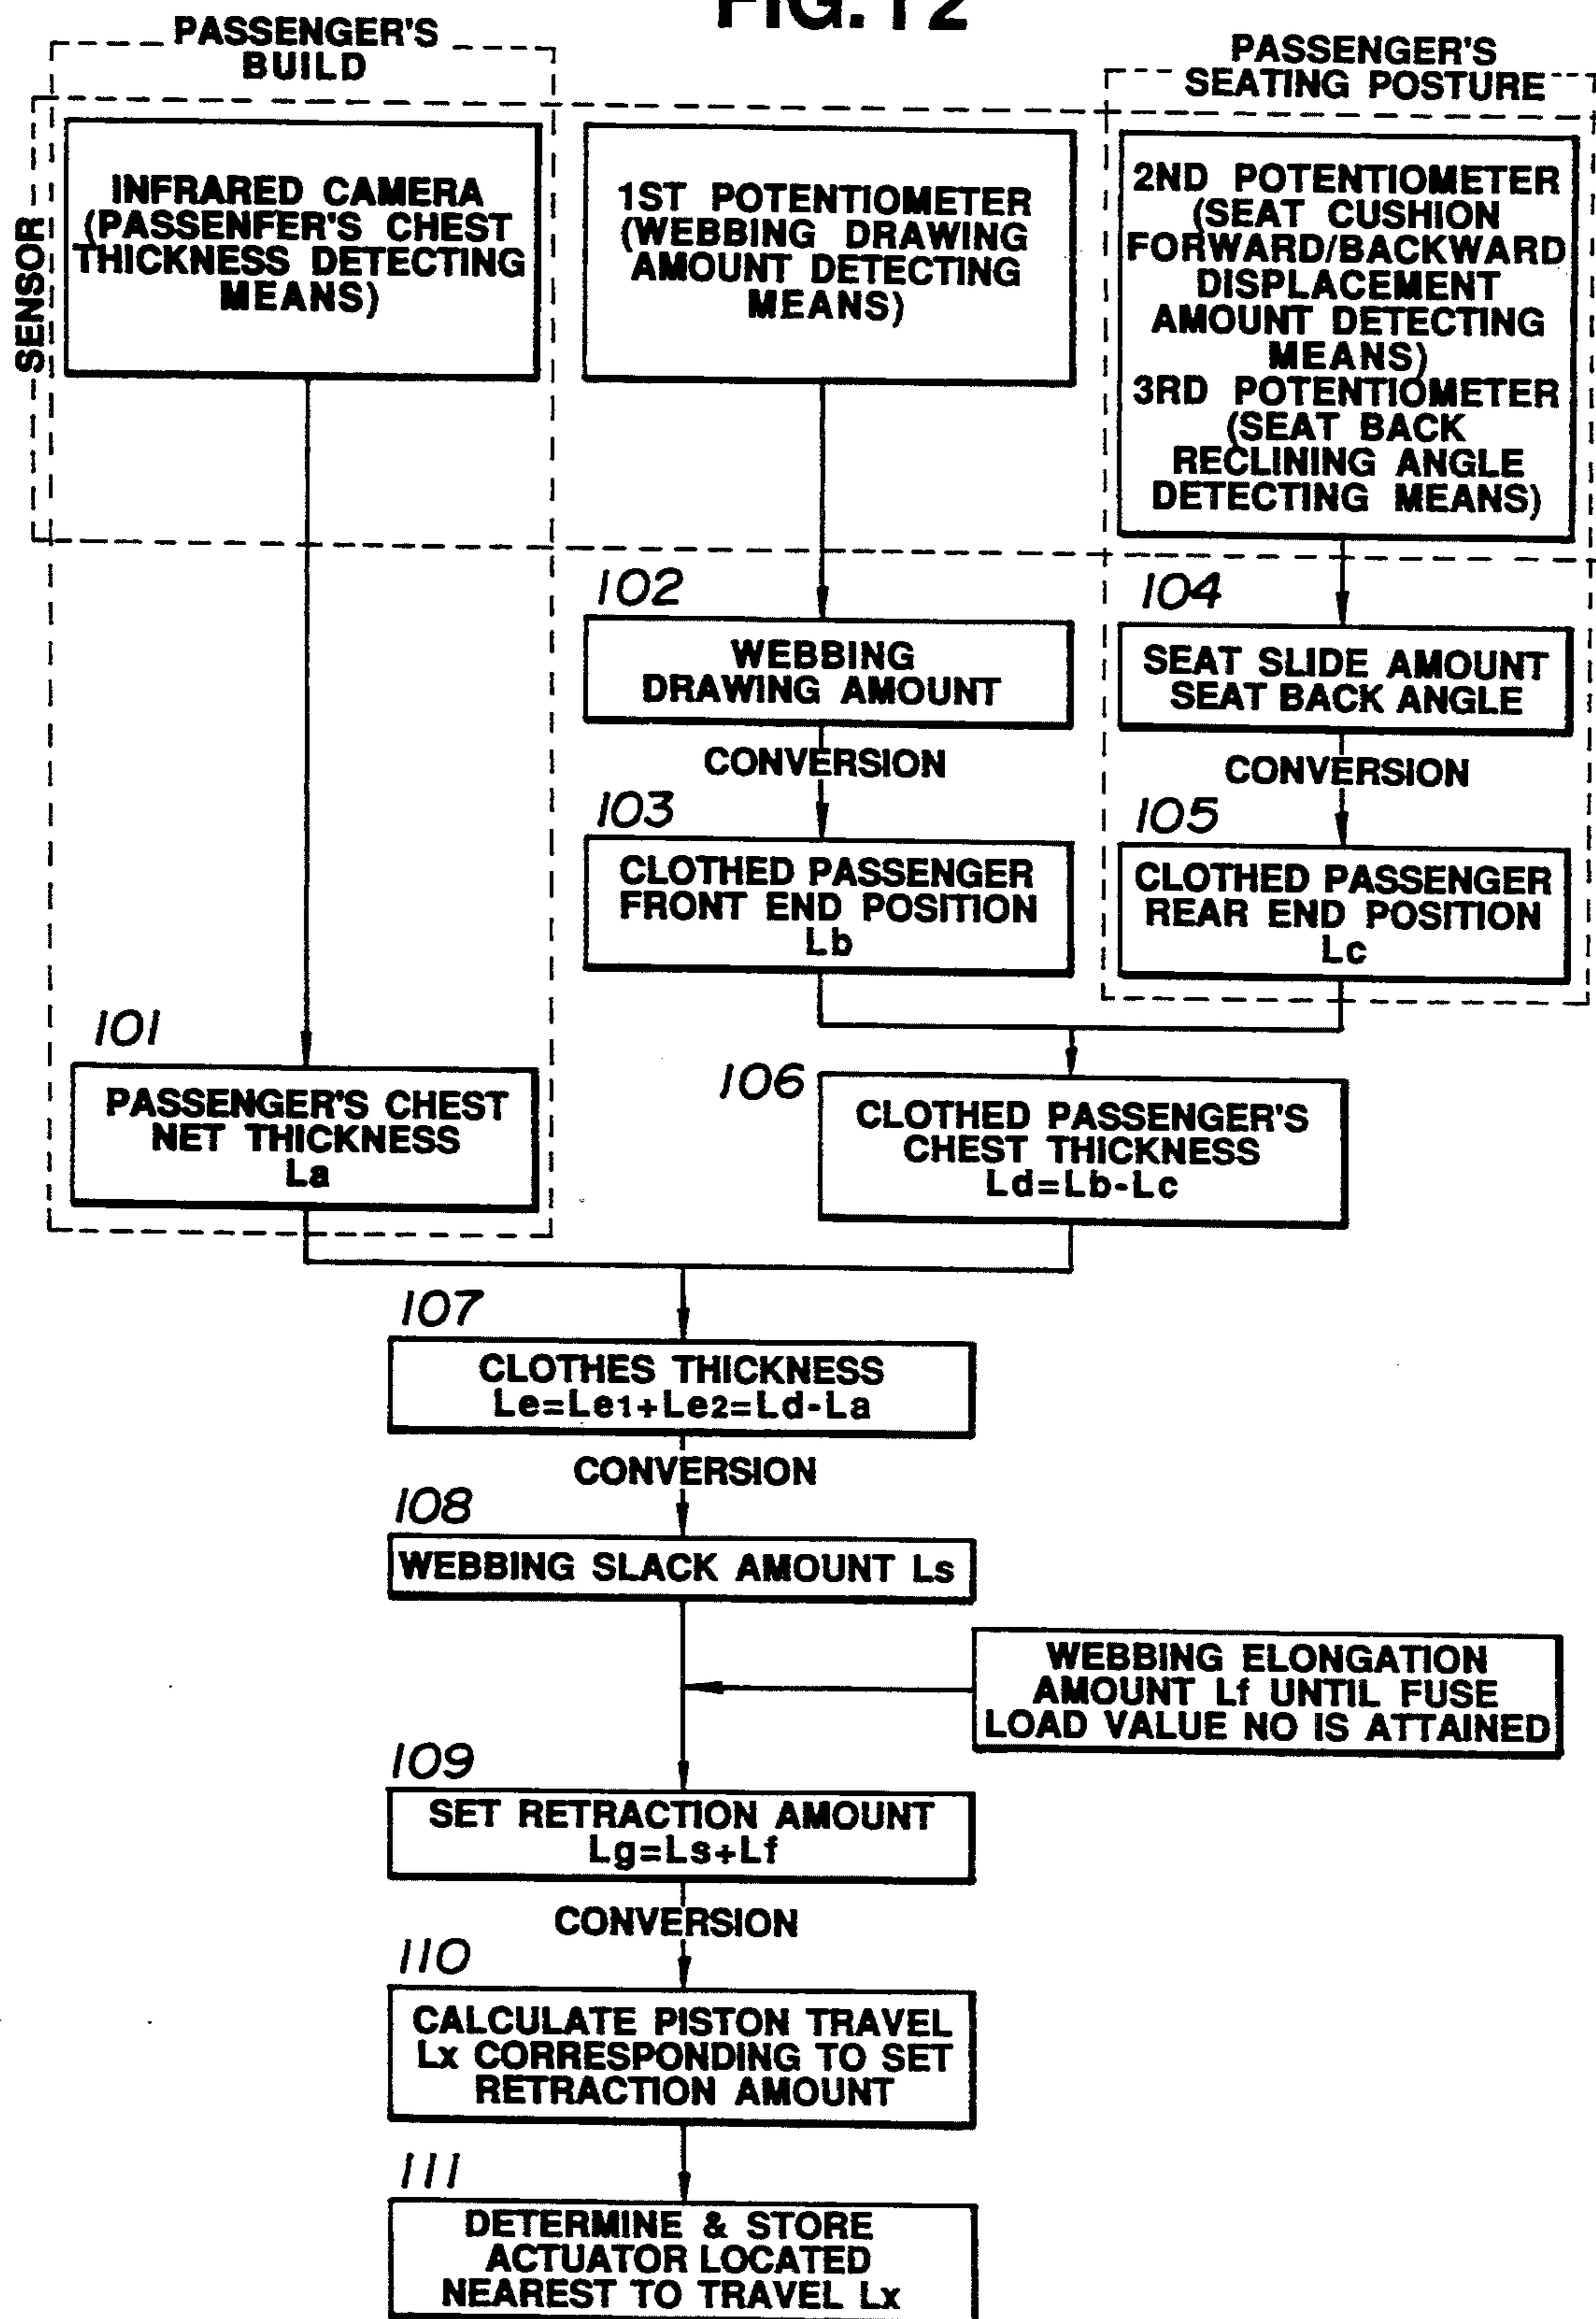 FIG. 12
PASSENGER'S
BUILD
PASSENGER'S
SEATING POSTURE
SENSOR
INFRARED CAMERA
(PASSENFER'S CHEST
THICKNESS DETECTING
MEANS)
1ST POTENTIOMETER
(WEBBING DRAWING
AMOUNT DETECTING
MEANS)
2ND POTENTIOMETER
(SEAT CUSHION
FORWARD/BACKWARD
DISPLACEMENT
AMOUNT DETECTING
MEANS)
3RD POTENTIOMETER
(SEAT BACK
RECLINING ANGLE
DETECTING MEANS)
102
WEBBING
DRAWING AMOUNT
CONVERSION
104
SEAT SLIDE AMOUNT
SEAT BACK ANGLE
CONVERSION
103
CLOTHED PASSENGER
FRONT END POSITION
Lb
105
CLOTHED PASSENGER
REAR END POSITION
Lc
101
PASSENGER'S CHEST
NET THICKNESS
La
106
CLOTHED PASSENGER'S
CHEST THICKNESS
Ld=Lb-Lc
107
CLOTHES THICKNESS
Le=Le1+Le2=Ld-La
CONVERSION
108
WEBBING SLACK AMOUNT Ls
WEBBING ELONGATION
AMOUNT Lf UNTIL FUSE
LOAD VALUE NO IS ATTAINED
109
SET RETRACTION AMOUNT
Lg=Ls+Lf
CONVERSION
110
CALCULATE PISTON TRAVEL
Lx CORRESPONDING TO SET
RETRACTION AMOUNT
111
DETERMINE & STORE
ACTUATOR LOCATED
NEAREST TO TRAVEL Lx